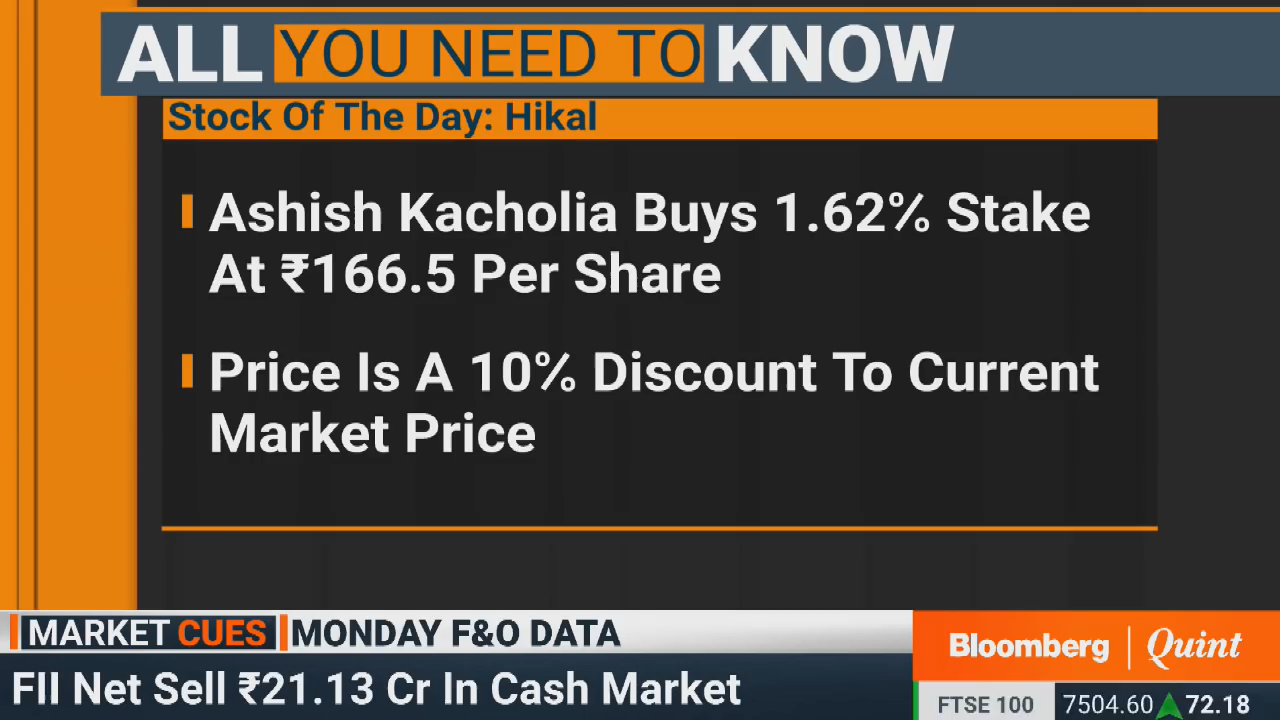 ALL YOU NEED TO KNOW
Stock Of The Day: Hikal
Ashish Kacholia Buys 1.62% Stake
At ₹166.5 Per Share
Price Is A 10% Discount To Current
Market Price
MARKET CUES MONDAY F&O DATA
FII Net Sell ₹21.13 Cr In Cash Market
Bloomberg | Quint
FTSE 100 7504.60 ▲ 72.18